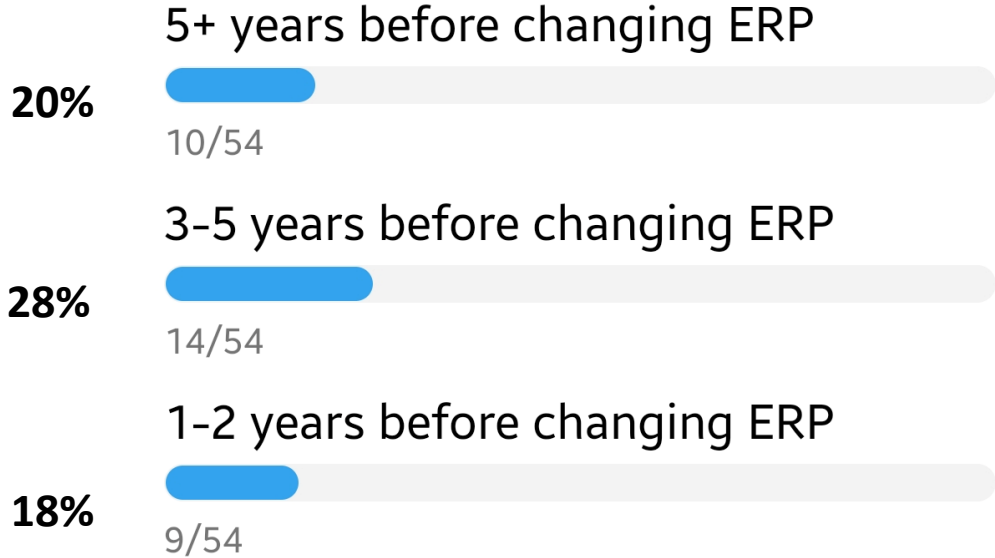 5+ years before changing ERP
20%
10/54
3-5 years before changing ERP
28%
14/54
1-2 years before changing ERP
18%
9/54